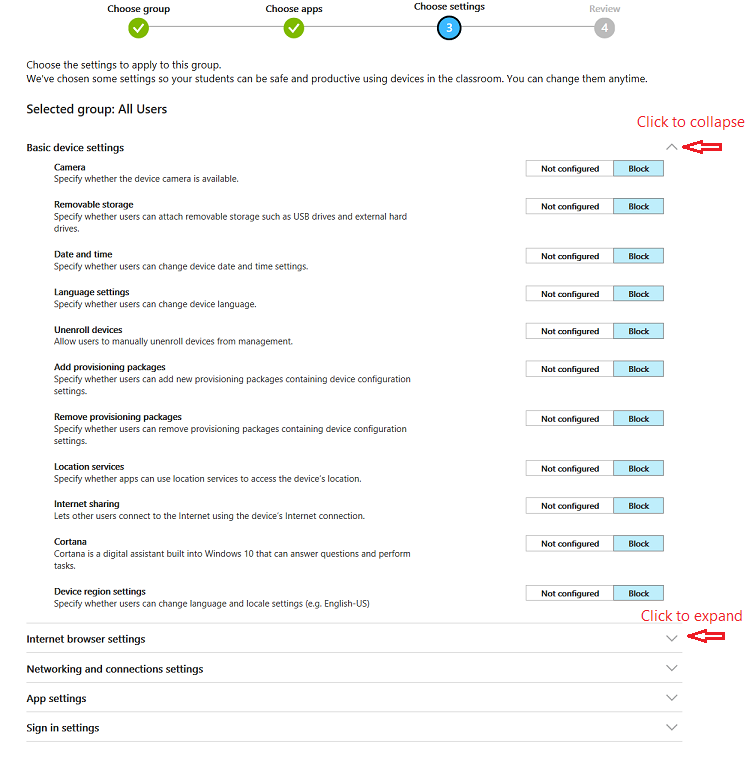 Choose group
Choose apps
Choose settings
Review
3
4
Choose the settings to apply to this group.
We've chosen some settings so your students can be safe and productive using devices in the classroom. You can change them anytime.
Selected group: All Users
Click to collapse
Basic device settings
Camera
Specify whether the device camera is available.
Not configured
Block
Removable storage
Specify whether users can attach removable storage such as USB drives and external hard
drives.
Not configured
Block
Date and time
Specify whether users can change device date and time settings.
Not configured
Block
Language settings
Specify whether users can change device language.
Not configured
Block
Unenroll devices
Allow users to manually unenroll devices from management.
Not configured
Block
Add provisioning packages
Specify whether users can add new provisioning packages containing device configuration
settings.
Not configured
Block
Remove provisioning packages
Specify whether users can remove provisioning packages containing device configuration
settings.
Not configured
Block
Location services
Specify whether apps can use location services to access the device's location.
Not configured
Block
Internet sharing
Lets other users connect to the Internet using the device's Internet connection.
Not configured
Block
Cortana
Cortana is a digital assistant built into Windows 10 that can answer questions and perform
tasks.
Not configured
Block
Device region settings
Specify whether users can change language and locale settings (e.g. English-US)
Not configured
Block
Click to expand
Internet browser settings
Networking and connections settings
App settings
Sign in settings